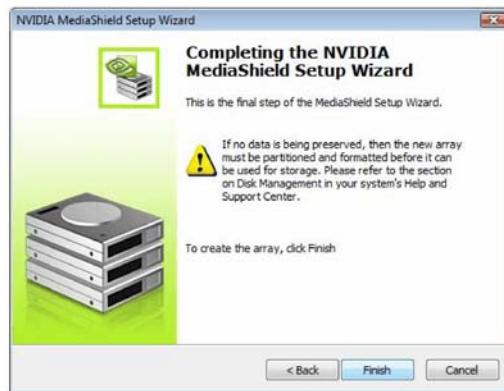 NVIDIA MediaShield Setup Wizard
Completing the NVIDIA
MediaShield Setup Wizard
This is the final step of the MediaShield Setup Wizard.
If no data is being preserved, then the new array
must be partitioned and formatted before it can
be used for storage. Please refer to the section
on Disk Management in your system's Help and
Support Center.
To create the array, click Finish
< Back
Finish
Cancel